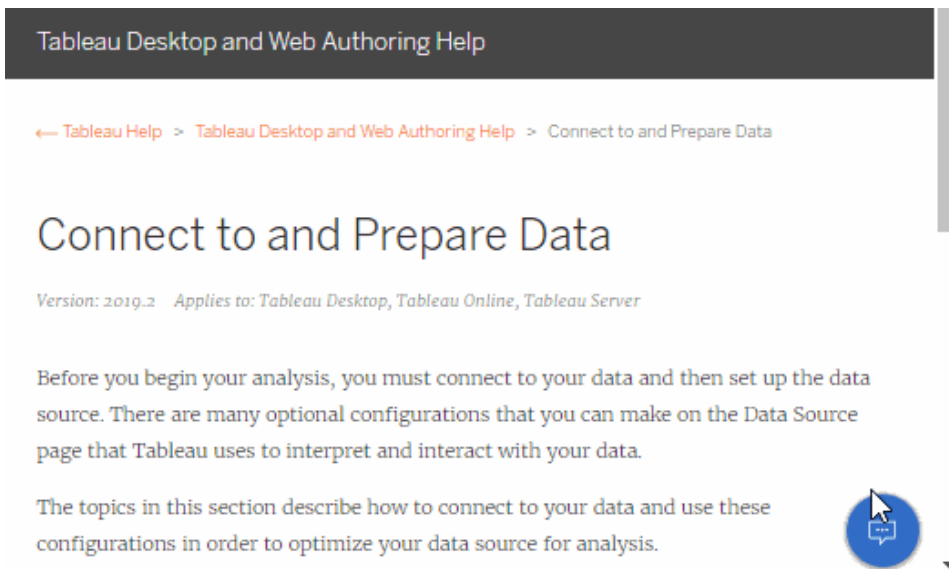 Tableau Desktop and Web Authoring Help
← Tableau Help > Tableau Desktop and Web Authoring Help > Connect to and Prepare Data
Connect to and Prepare Data
Version: 2019.2 Applies to: Tableau Desktop, Tableau Online, Tableau Server
Before you begin your analysis, you must connect to your data and then set up the data
source. There are many optional configurations that you can make on the Data Source
page that Tableau uses to interpret and interact with your data.
The topics in this section describe how to connect to your data and use these
configurations in order to optimize your data source for analysis.